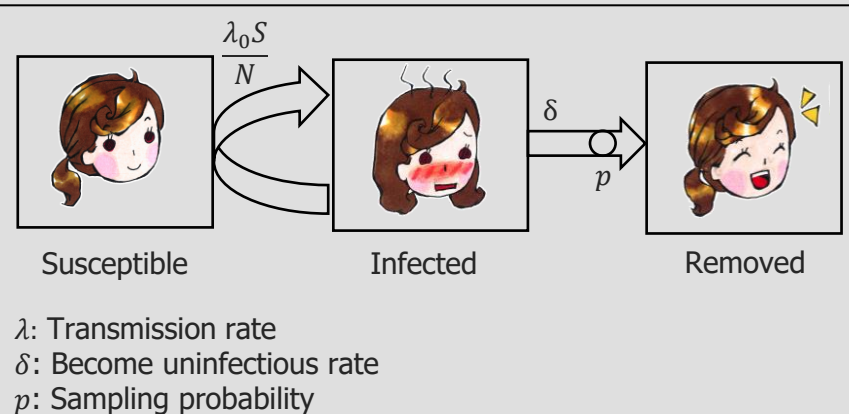 λ₀S
N
δ
p
Susceptible Infected Removed
λ: Transmission rate
δ: Become uninfectious rate
p: Sampling probability